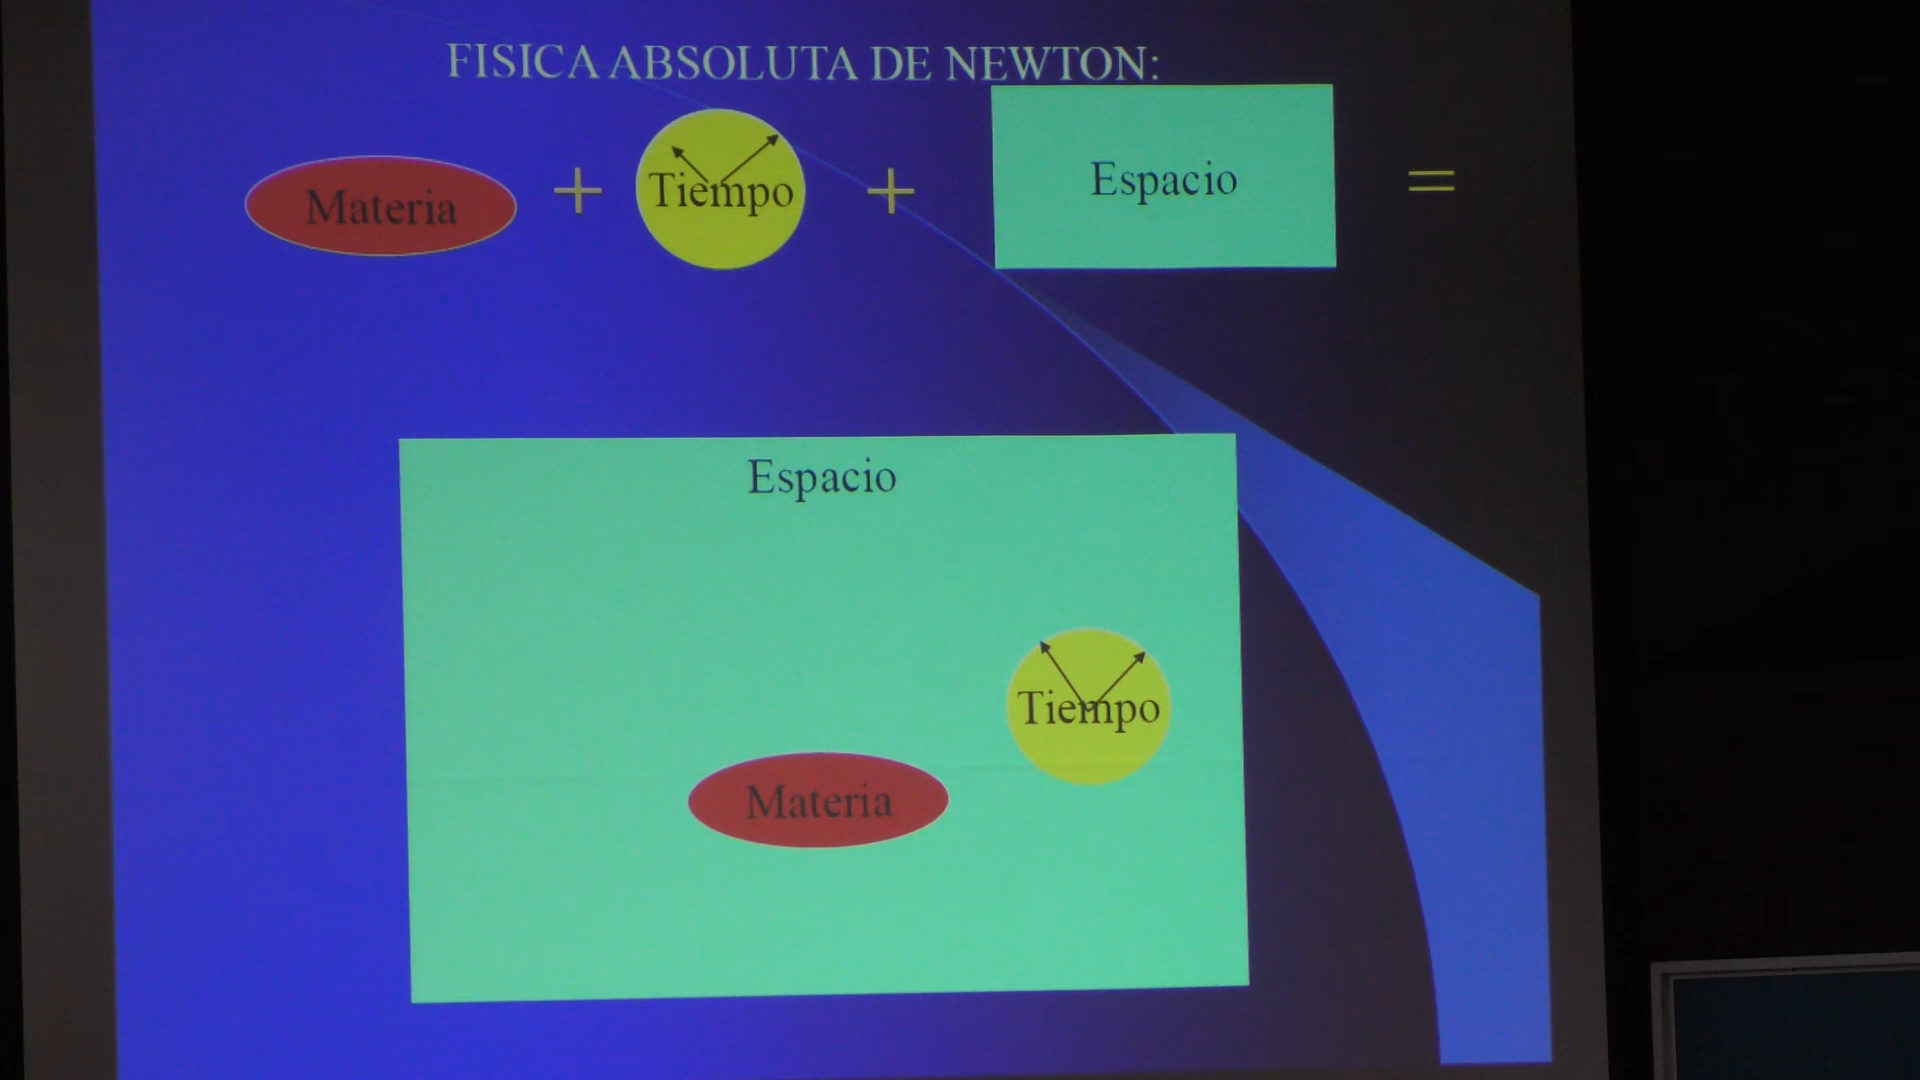 FISICA ABSOLUTA DE NEWTON:
Materia + Tiempo + Espacio =
Espacio
Tiempo
Materia